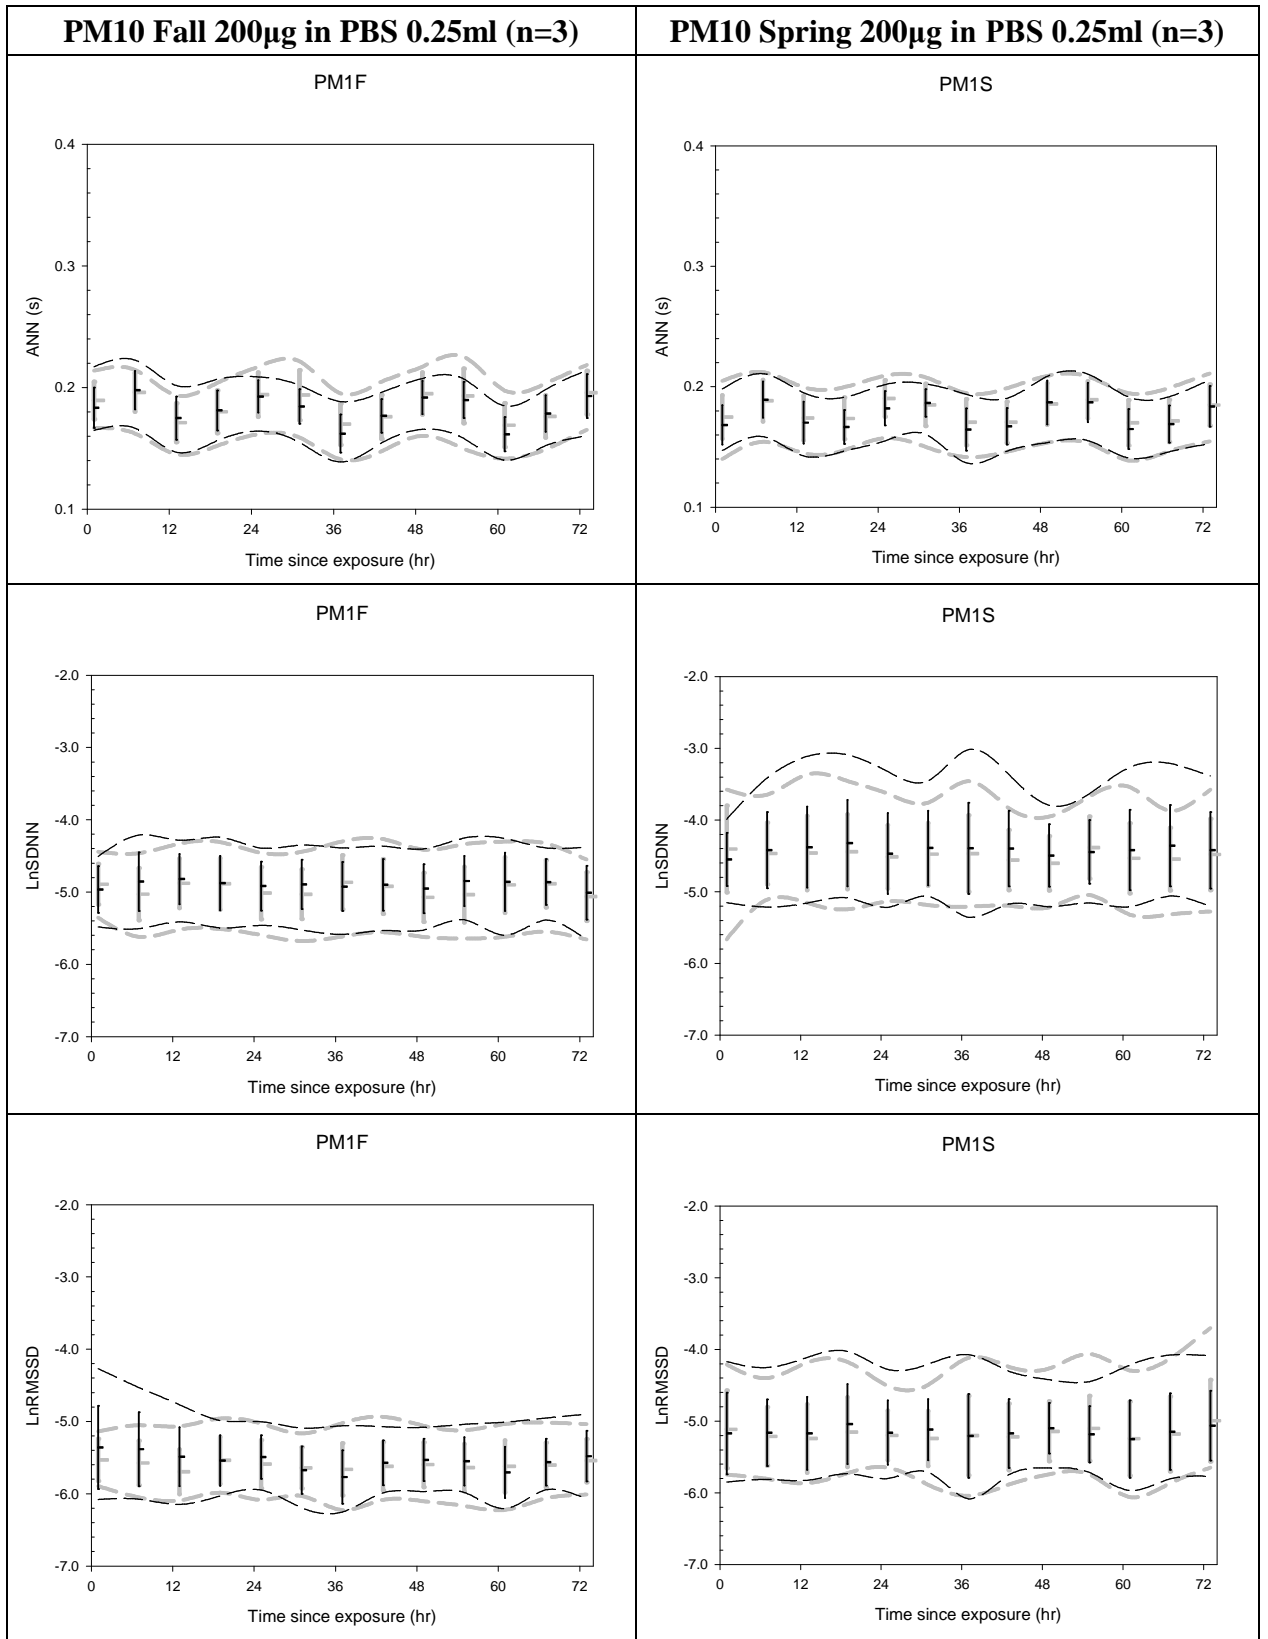 PM10 Fall 200µg in PBS 0.25ml (n=3)
PM10 Spring 200µg in PBS 0.25ml (n=3)
PM1F
0.4
0.3
0.2
0.1
ANN (s)
0 12 24 36 48 60 72
Time since exposure (hr)
PM1S
0.4
0.3
0.2
0.1
ANN (s)
0 12 24 36 48 60 72
Time since exposure (hr)
PM1F
-2.0
-3.0
-4.0
-5.0
-6.0
-7.0
LnSDNN
0 12 24 36 48 60 72
Time since exposure (hr)
PM1S
-2.0
-3.0
-4.0
-5.0
-6.0
-7.0
LnSDNN
0 12 24 36 48 60 72
Time since exposure (hr)
PM1F
-2.0
-3.0
-4.0
-5.0
-6.0
-7.0
LnRMSSD
0 12 24 36 48 60 72
Time since exposure (hr)
PM1S
-2.0
-3.0
-4.0
-5.0
-6.0
-7.0
LnRMSSD
0 12 24 36 48 60 72
Time since exposure (hr)